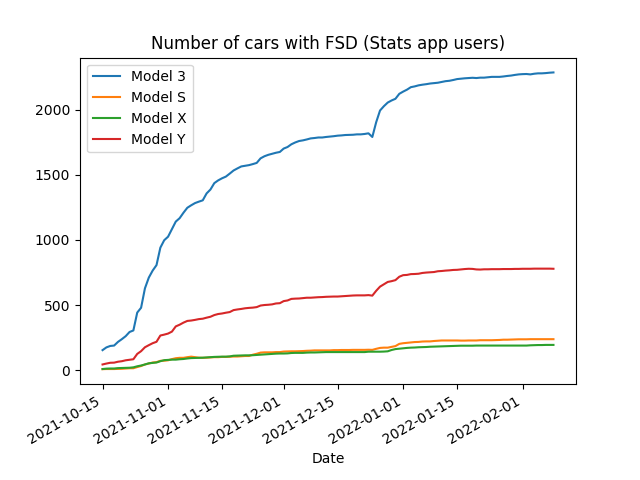 Number of cars with FSD (Stats app users)
Model 3
Model S
Model X
Model Y
2000
1500
1000
500
0
2021-10-15
2021-11-01
2021-11-15
2021-12-01
2021-12-15
2022-01-01
2022-01-15
2022-02-01
Date